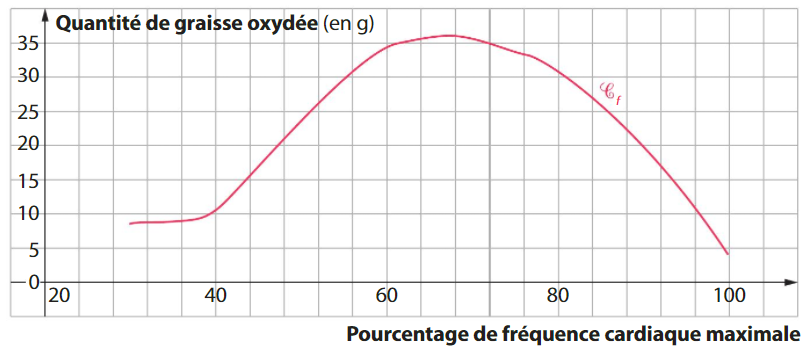 Quantité de graisse oxydée (en g)
35
30
25
20
15
10
5
0
20 40 60 80 100
𝒞f
Pourcentage de fréquence cardiaque maximale